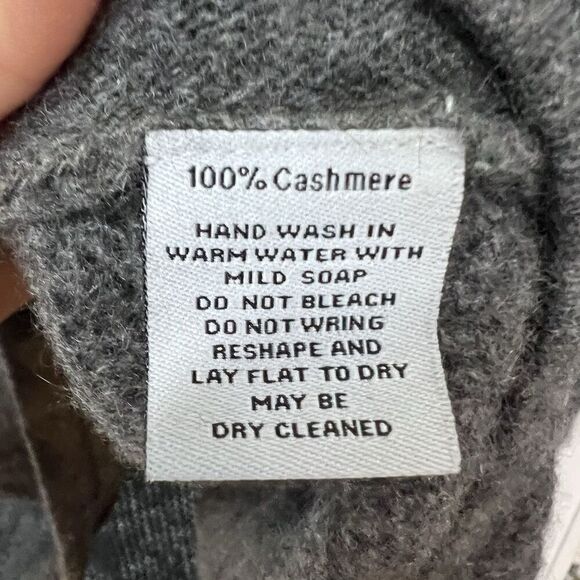 100% Cashmere
HAND WASH IN
WARM WATER WITH
MILD SOAP
DO NOT BLEACH
DO NOT WRING
RESHAPE AND
LAY FLAT TO DRY
MAY BE
DRY CLEANED